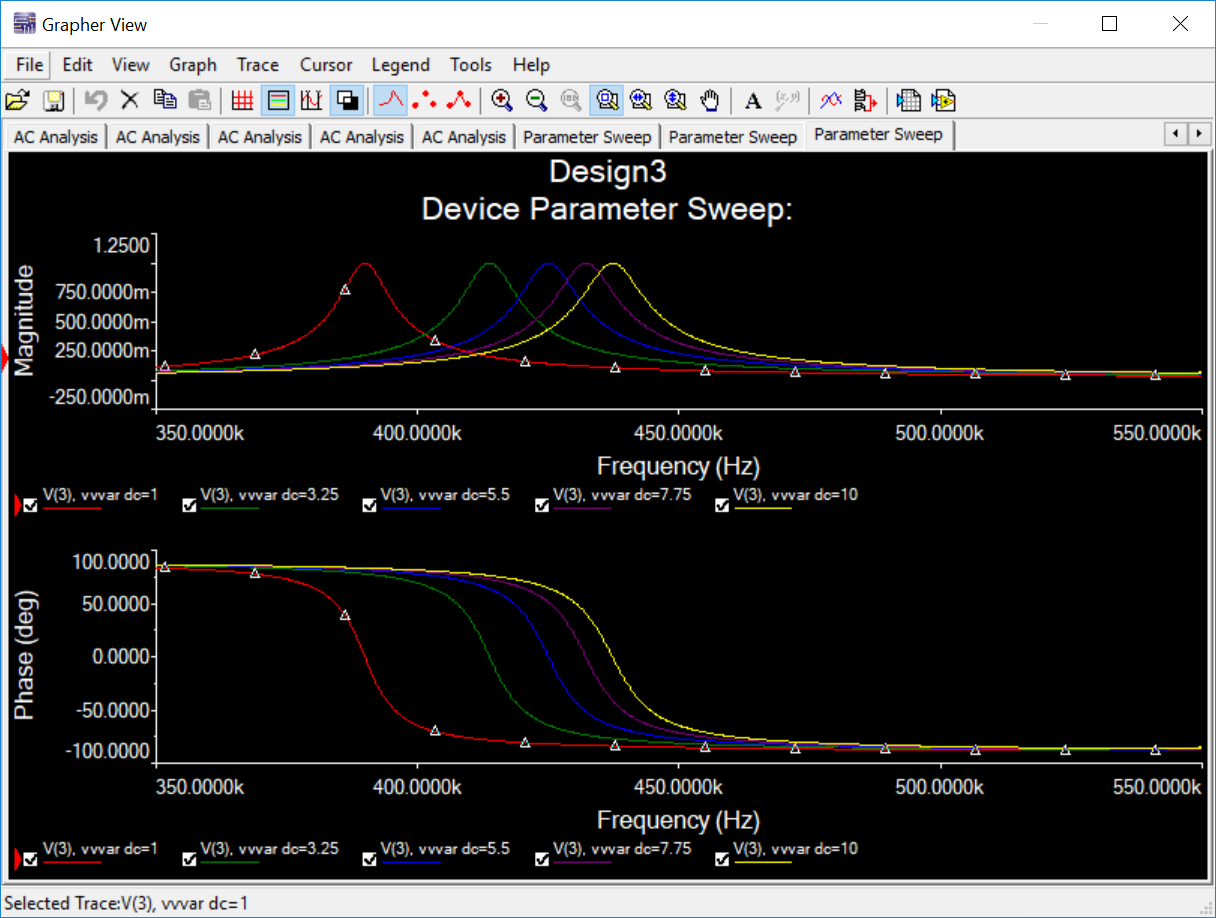 Grapher View
File Edit View Graph Trace Cursor Legend Tools Help
AC Analysis AC Analysis AC Analysis AC Analysis AC Analysis Parameter Sweep Parameter Sweep Parameter Sweep
Design3
Device Parameter Sweep:
Magnitude
1.2500
750.0000m
500.0000m
250.0000m
-250.0000m
350.0000k 400.0000k 450.0000k 500.0000k 550.0000k
Frequency (Hz)
V(3), vvvar dc=1 V(3), vvvar dc=3.25 V(3), vvvar dc=5.5 V(3), vvvar dc=7.75 V(3), vvvar dc=10
Phase (deg)
100.0000
50.0000
0.0000
-50.0000
-100.0000
350.0000k 400.0000k 450.0000k 500.0000k 550.0000k
Frequency (Hz)
V(3), vvvar dc=1 V(3), vvvar dc=3.25 V(3), vvvar dc=5.5 V(3), vvvar dc=7.75 V(3), vvvar dc=10
Selected Trace:V(3), vvvar dc=1